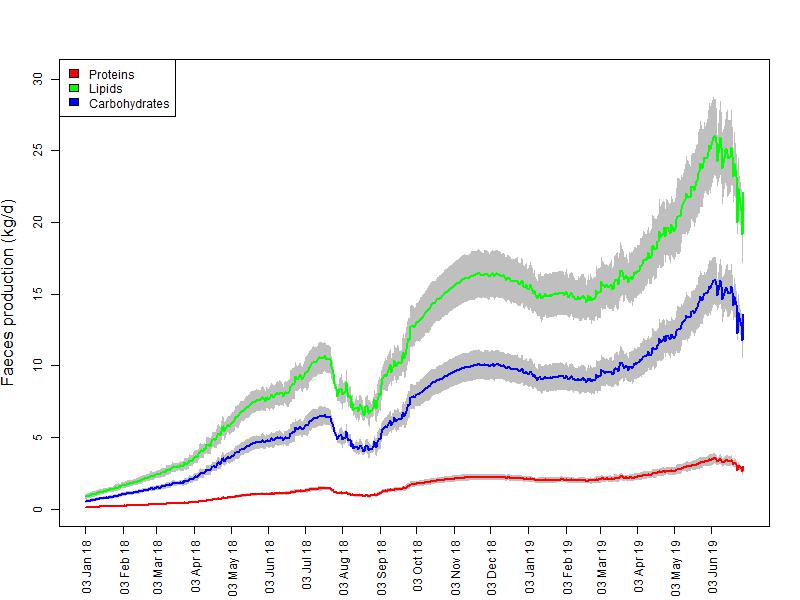 Proteins
Lipids
Carbohydrates
Faeces production (kg/d)
30
25
20
15
10
5
0
03 Jan 18
03 Feb 18
03 Mar 18
03 Apr 18
03 May 18
03 Jun 18
03 Jul 18
03 Aug 18
03 Sep 18
03 Oct 18
03 Nov 18
03 Dec 18
03 Jan 19
03 Feb 19
03 Mar 19
03 Apr 19
03 May 19
03 Jun 19